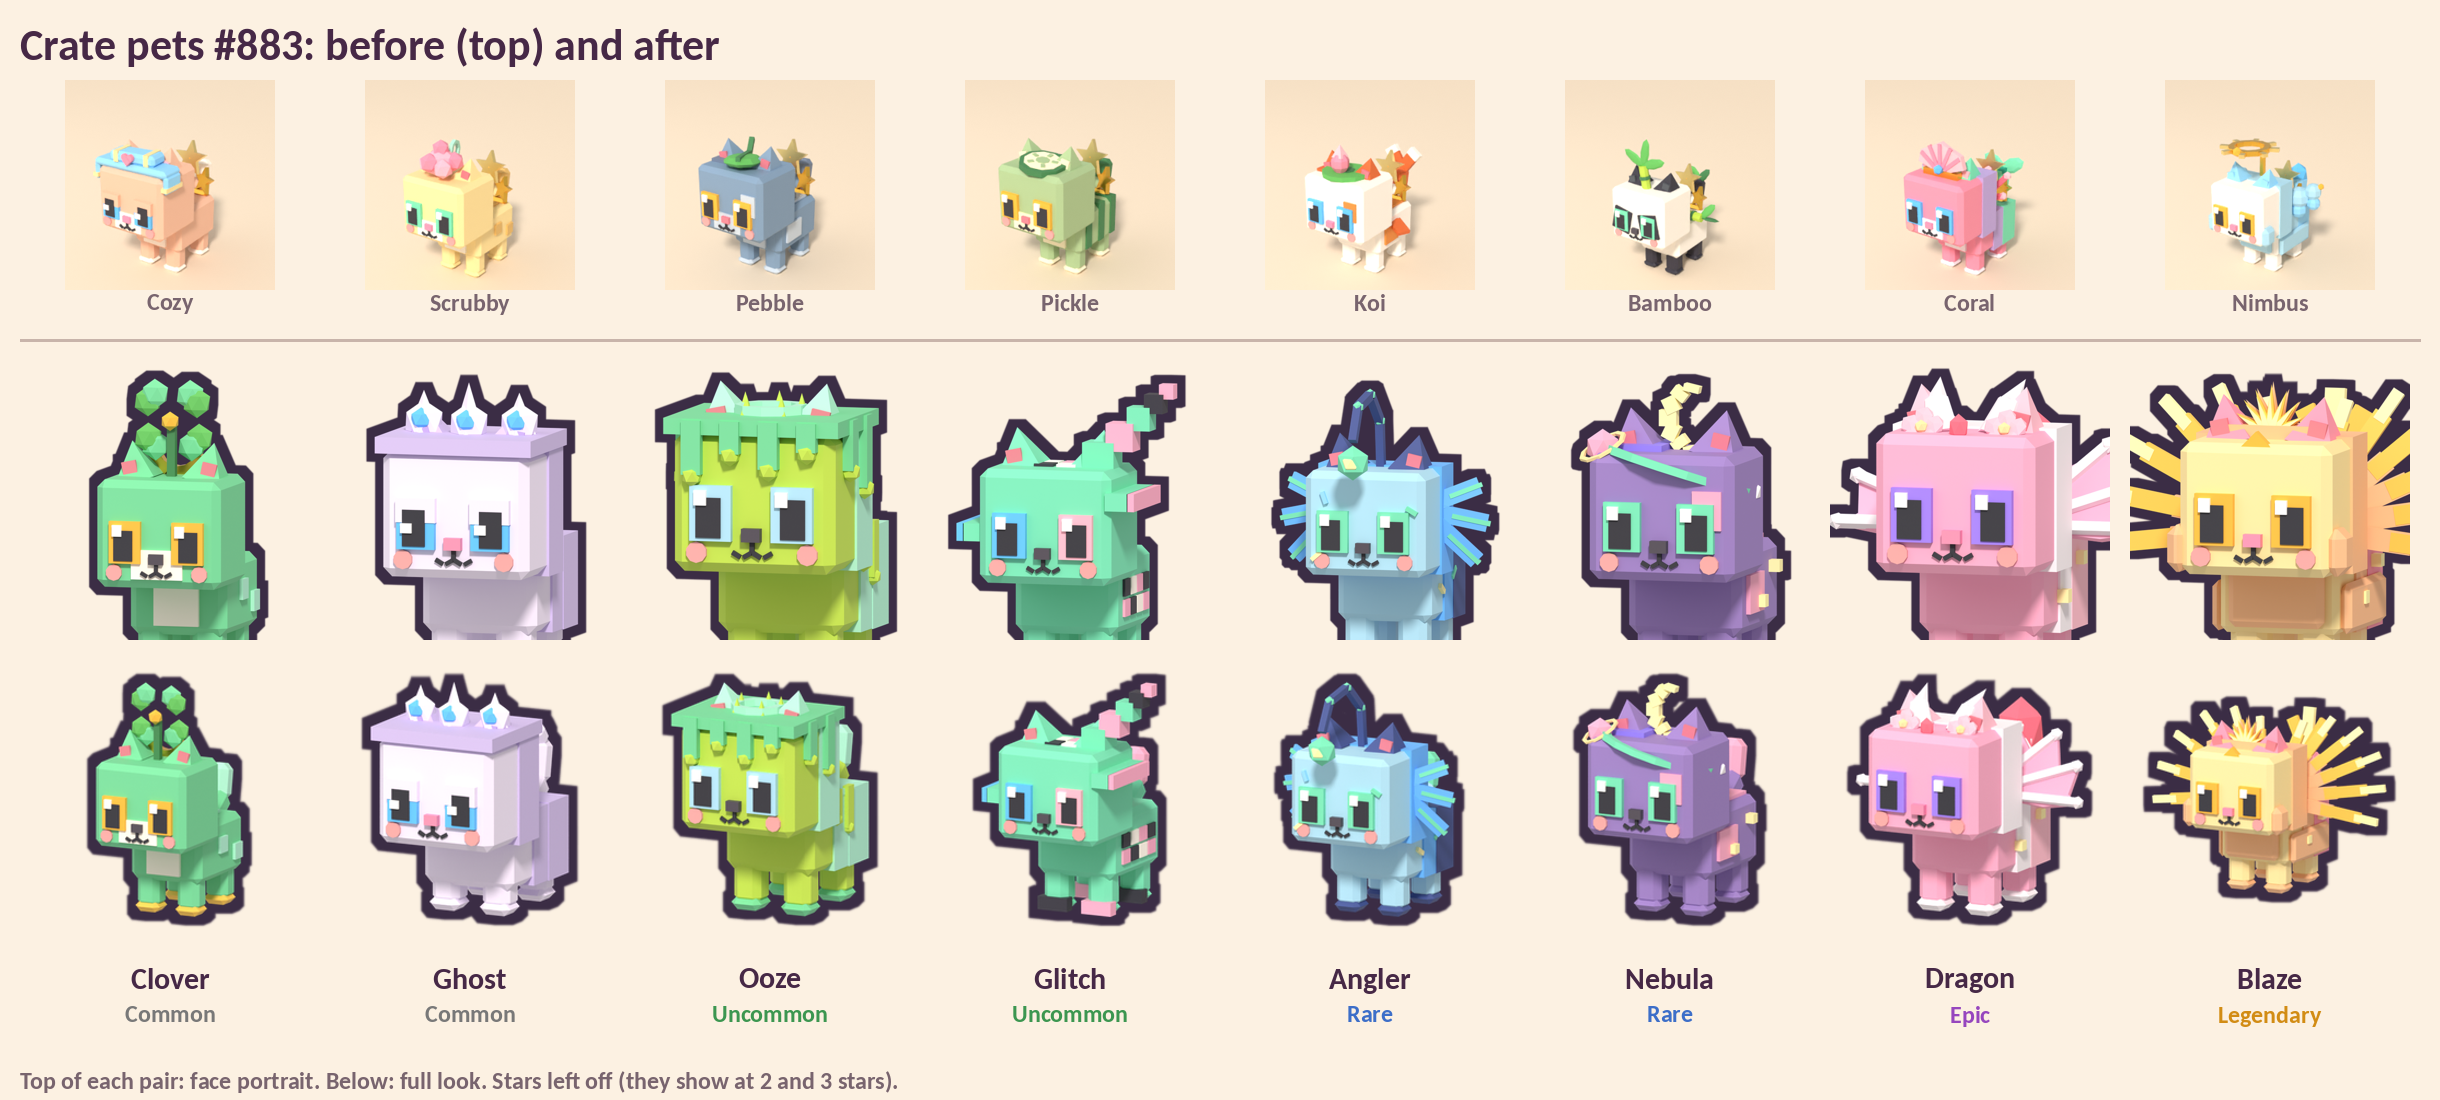 Crate pets #883: before (top) and after
Cozy
Scrubby
Pebble
Pickle
Koi
Bamboo
Coral
Nimbus
Clover
Ghost
Ooze
Glitch
Angler
Nebula
Dragon
Blaze
Common
Common
Uncommon
Uncommon
Rare
Rare
Epic
Legendary
Top of each pair: face portrait. Below: full look. Stars left off (they show at 2 and 3 stars).